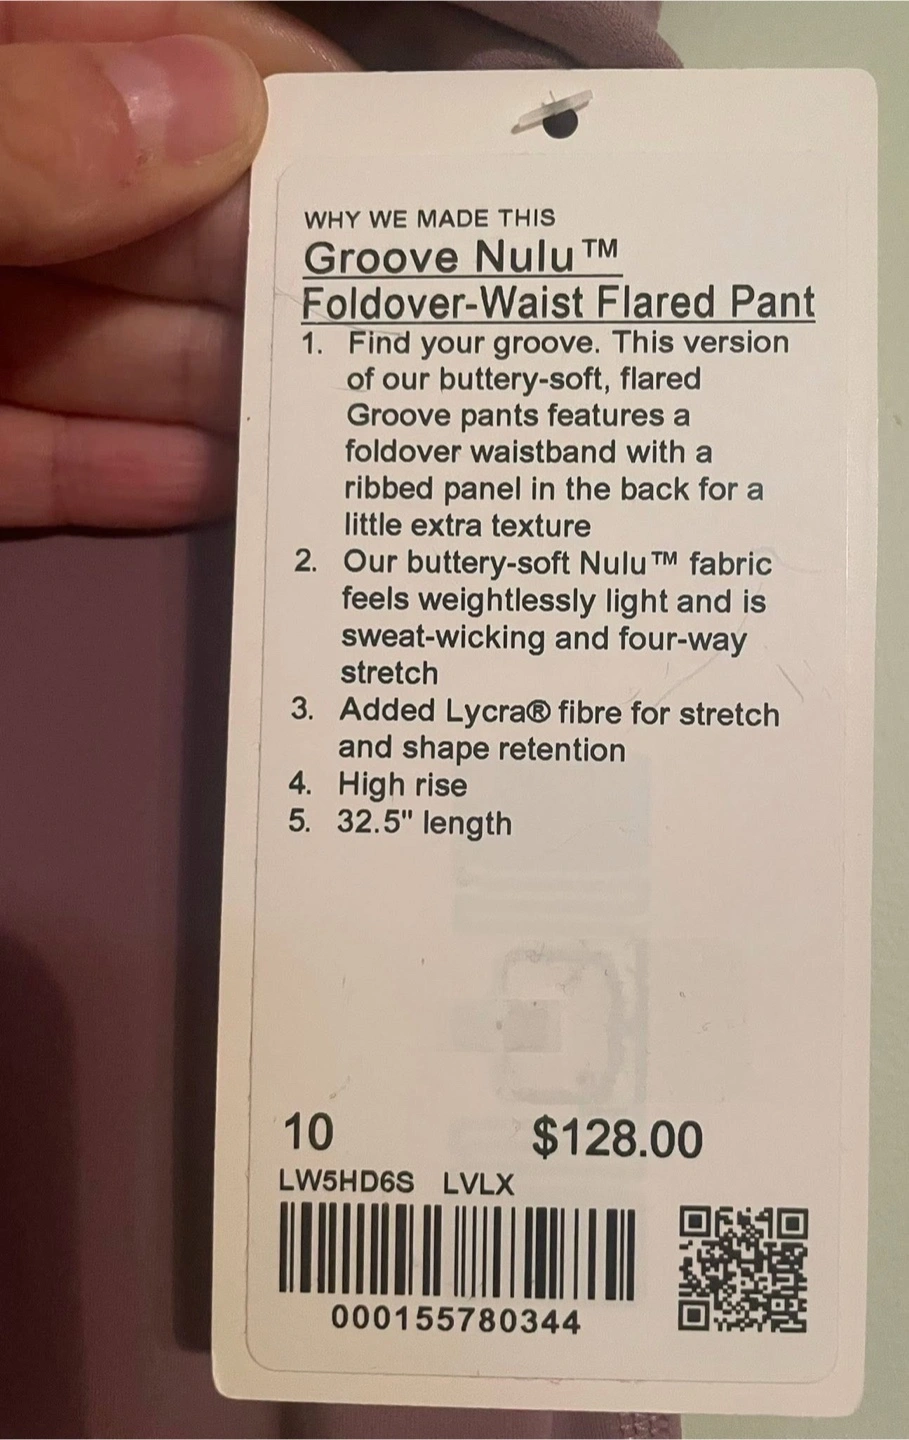 WHY WE MADE THIS
Groove Nulu™
Foldover-Waist Flared Pant
1. Find your groove. This version
of our buttery-soft, flared
Groove pants features a
foldover waistband with a
ribbed panel in the back for a
little extra texture
2. Our buttery-soft Nulu™ fabric
feels weightlessly light and is
sweat-wicking and four-way
stretch
3. Added Lycra® fibre for stretch
and shape retention
4. High rise
5. 32.5" length
10 $128.00
LW5HD6S LVLX
000155780344